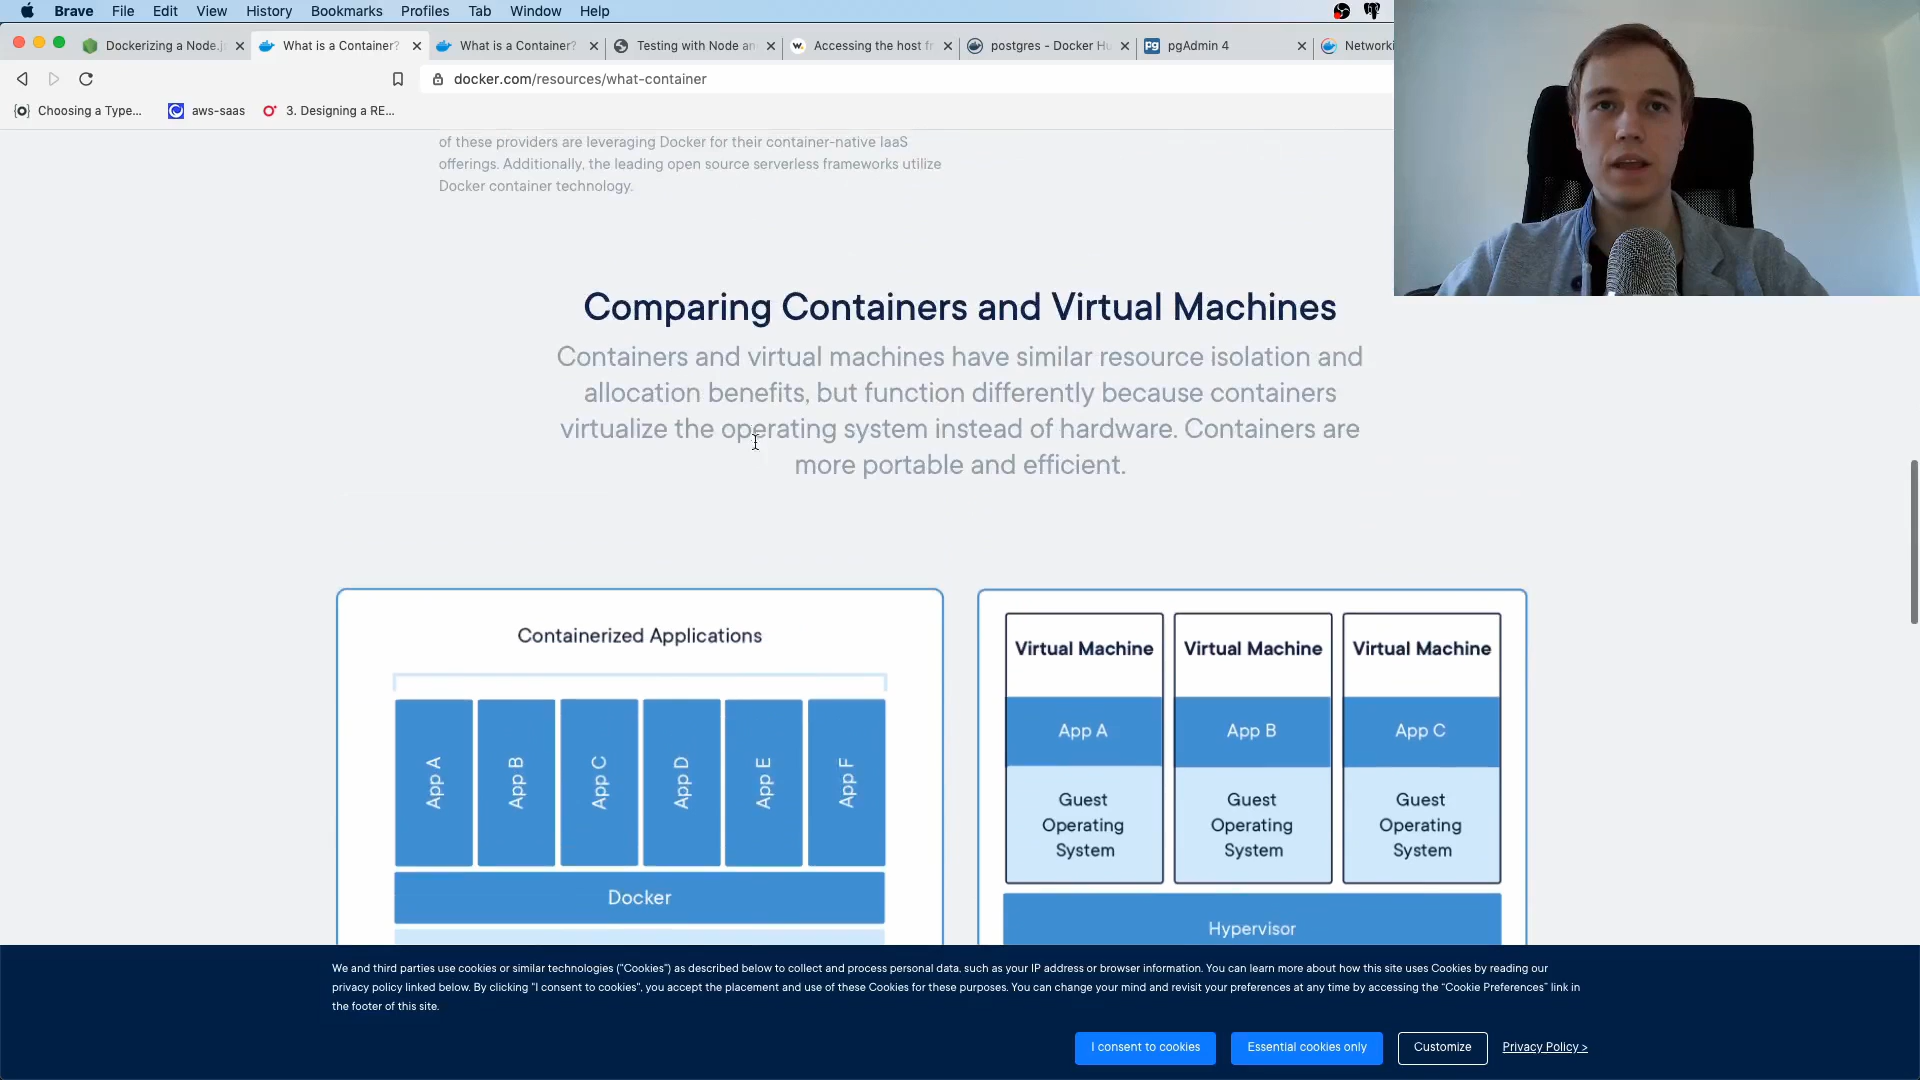 Brave File Edit View History Bookmarks Profiles Tab Window Help
Dockerizing a Node.j
What is a Container?
What is a Container?
Testing with Node an
Accessing the host fr
postgres - Docker Hu
pgAdmin 4
Networki
docker.com/resources/what-container
Choosing a Type...
aws-saas
3. Designing a RE...
of these providers are leveraging Docker for their container-native IaaS
offerings. Additionally, the leading open source serverless frameworks utilize
Docker container technology.
Comparing Containers and Virtual Machines
Containers and virtual machines have similar resource isolation and
allocation benefits, but function differently because containers
virtualize the operating system instead of hardware. Containers are
more portable and efficient.
Containerized Applications
App A
App B
App C
App D
App E
App F
Docker
Virtual Machine
Virtual Machine
Virtual Machine
App A
App B
App C
Guest
Operating
System
Guest
Operating
System
Guest
Operating
System
Hypervisor
We and third parties use cookies or similar technologies ("Cookies") as described below to collect and process personal data, such as your IP address or browser information. You can learn more about how this site uses Cookies by reading our
privacy policy linked below. By clicking "I consent to cookies", you accept the placement and use of these Cookies for these purposes. You can change your mind and revisit your preferences at any time by accessing the “Cookie Preferences” link in
the footer of this site.
I consent to cookies
Essential cookies only
Customize
Privacy Policy >